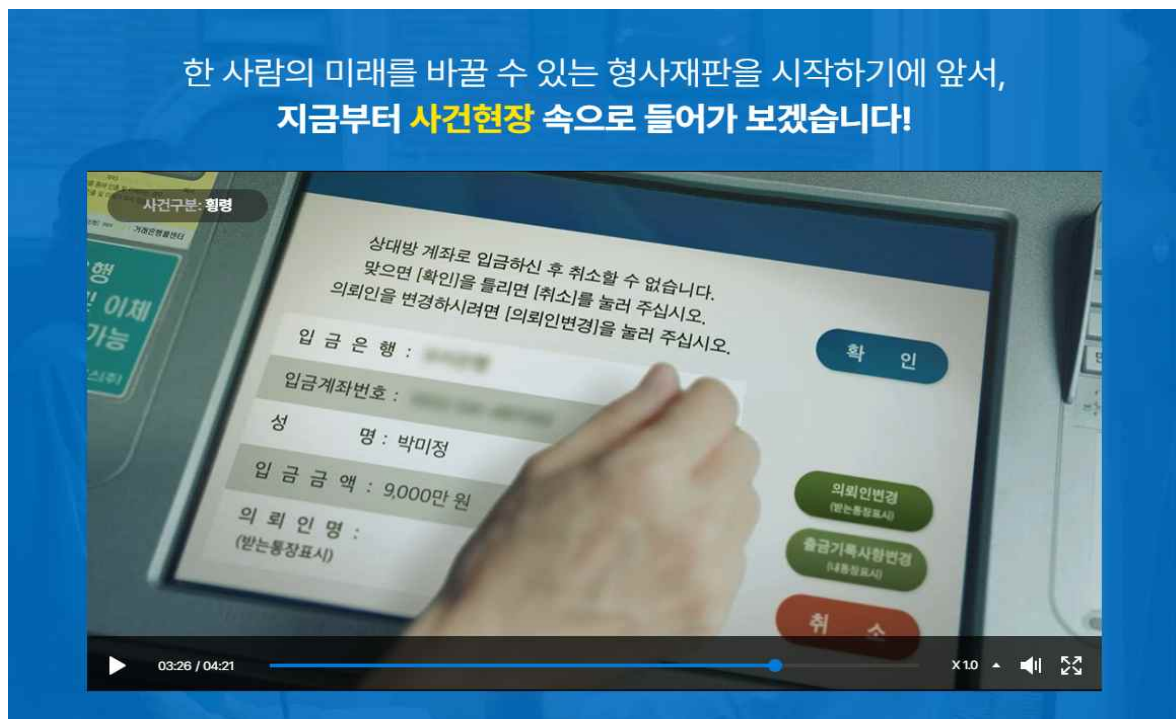 한 사람의 미래를 바꿀 수 있는 형사재판을 시작하기에 앞서,
지금부터 사건현장 속으로 들어가 보겠습니다!
사건구분: 횡령
행
이체
가능
상대방 계좌로 입금하신 후 취소할 수 없습니다.
맞으면 [확인]을 틀리면 [취소]를 눌러 주십시오.
의뢰인을 변경하시려면 [의뢰인변경]을 눌러 주십시오.
확 인
입 금 은 행 :
입금계좌번호 :
성 명 : 박미정
입 금 금 액 : 9,000만 원
의 뢰 인 명 :
(받는통장표시)
의뢰인변경
(받는통장표시)
출금기록사항변경
(내통장표시)
취 소
03:26 / 04:21
X 1.0